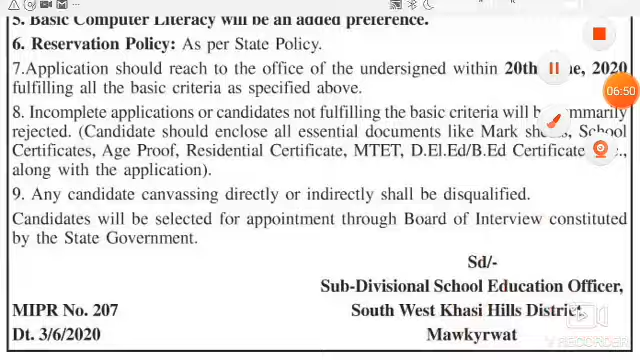 5. Basic Computer Literacy will be an added preference.
6. Reservation Policy: As per State Policy.
7.Application should reach to the office of the undersigned within 20th 2020
fulfilling all the basic criteria as specified above.
8. Incomplete applications or candidates not fulfilling the basic criteria will
rejected. (Candidate should enclose all essential documents like Mark School
Certificates, Age Proof, Residential Certificate, MTET, D.El.Ed/B.Ed Certificate
along with the application).
9. Any candidate canvassing directly or indirectly shall be disqualified.
Candidates will be selected for appointment through Board of Interview constituted
by the State Government.
Sd/-
Sub-Divisional School Education Officer,
MIPR No. 207 South West Khasi Hills District
Dt. 3/6/2020 Mawkyrwat
06:50
V RECORDER